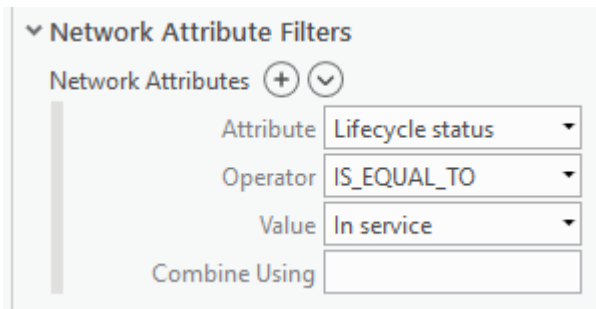 Network Attribute Filters
Network Attributes
Attribute Lifecycle status
Operator IS_EQUAL_TO
Value In service
Combine Using